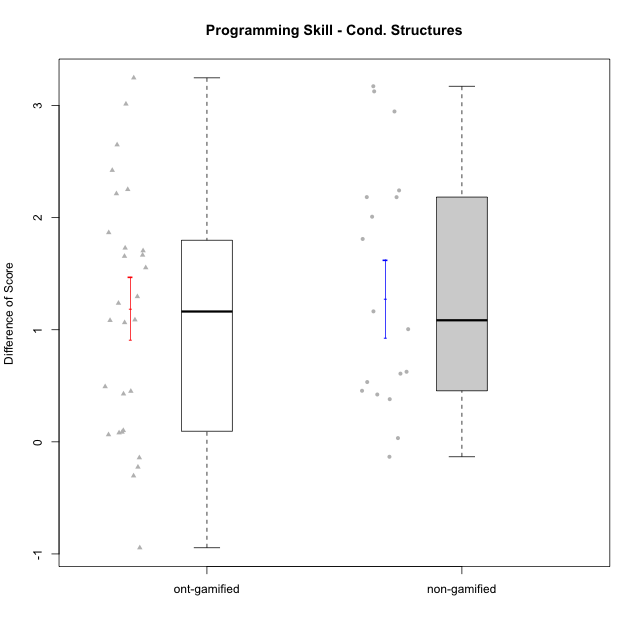 Programming Skill - Cond. Structures
Difference of Score
3
2
1
0
-1
ont-gamified
non-gamified